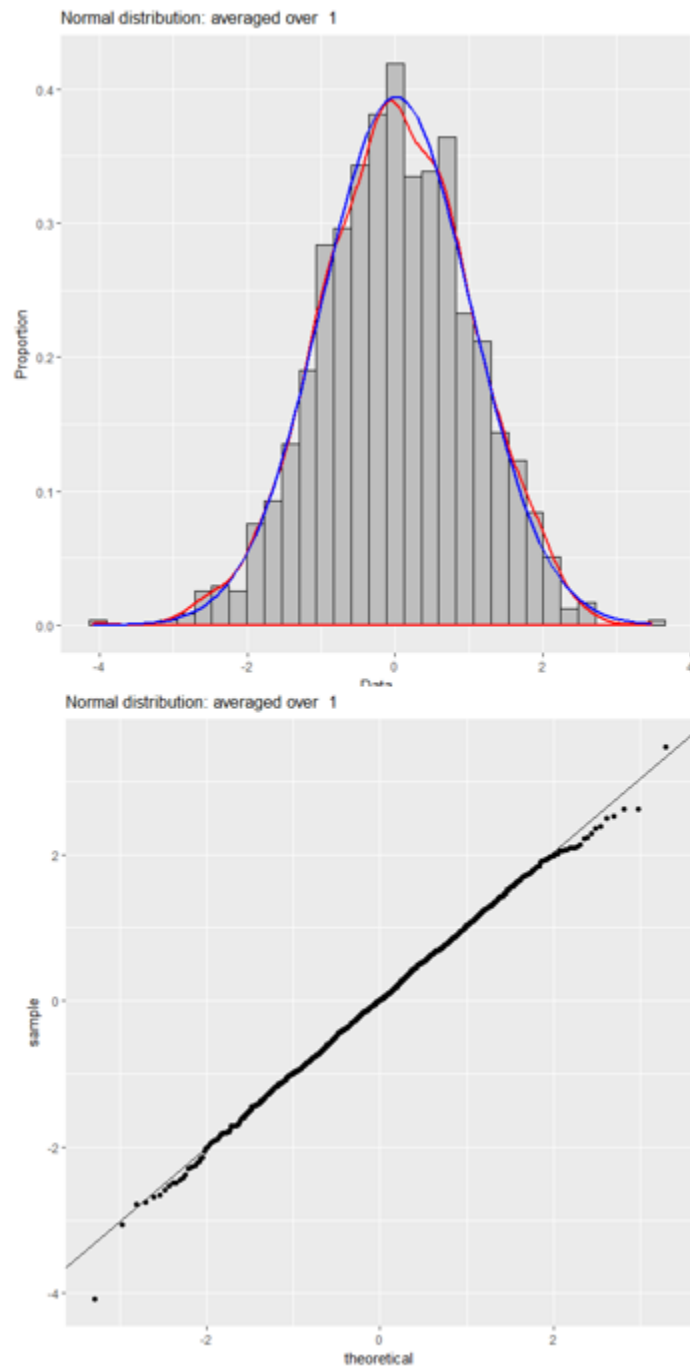 Normal distribution: averaged over 1
0.4
0.3
Proportion
0.2
0.1
0.0
-4
-2
0
2
4
Data
Normal distribution: averaged over 1
2
0
sample
-2
-4
-2
0
2
theoretical